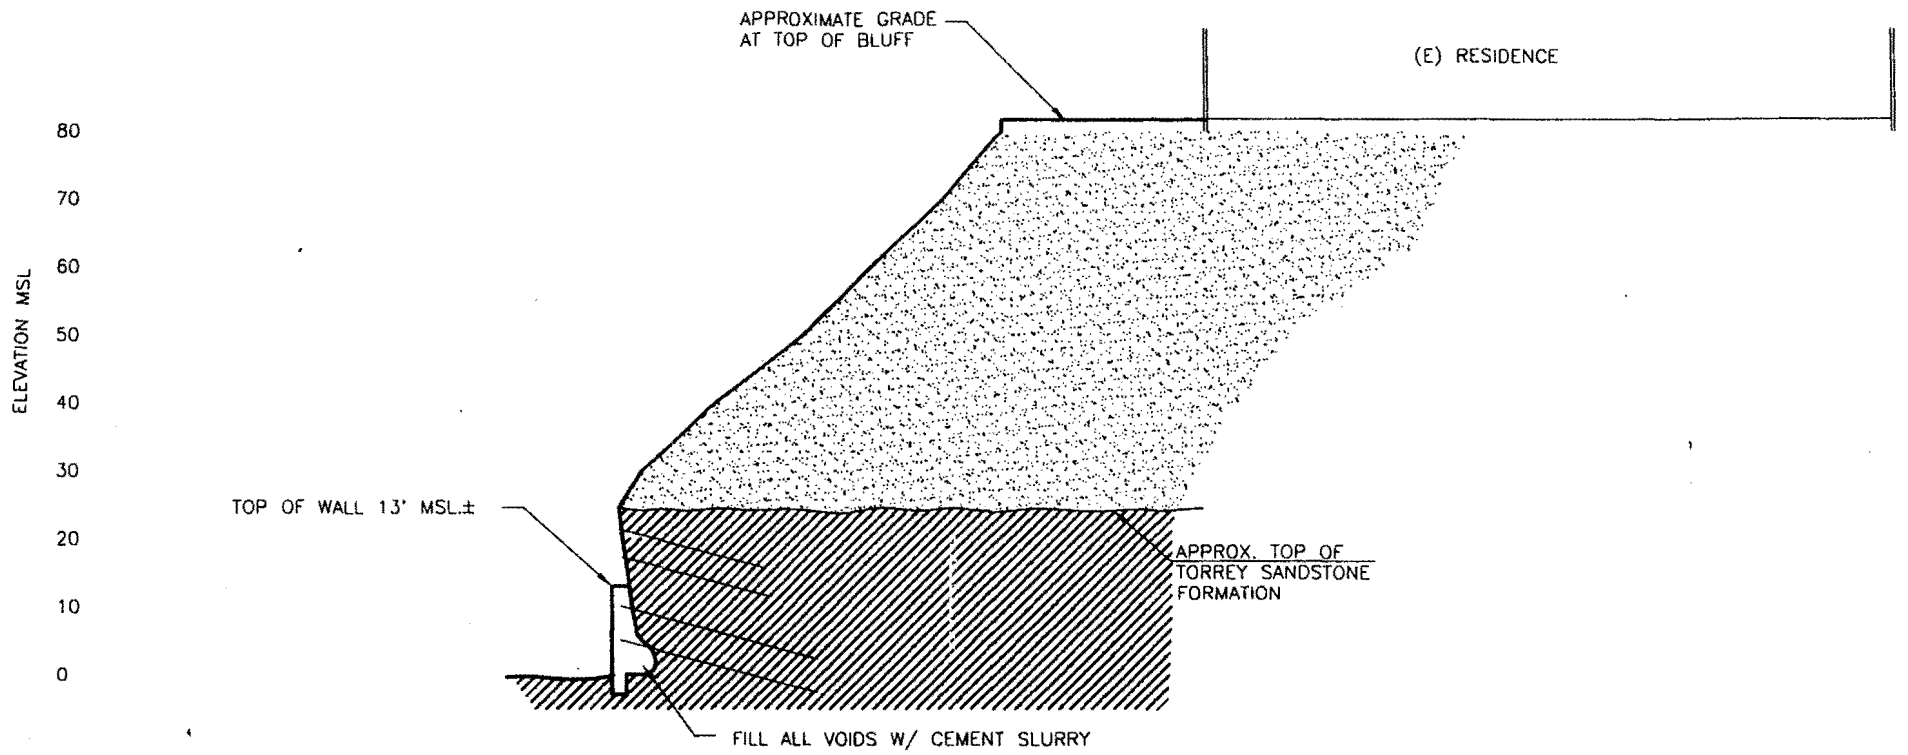 APPROXIMATE GRADE
AT TOP OF BLUFF
(E) RESIDENCE
ELEVATION MSL
80
70
60
50
40
30
20
10
0
TOP OF WALL 13' MSL.±
APPROX. TOP OF
TORREY SANDSTONE
FORMATION
FILL ALL VOIDS W/ CEMENT SLURRY